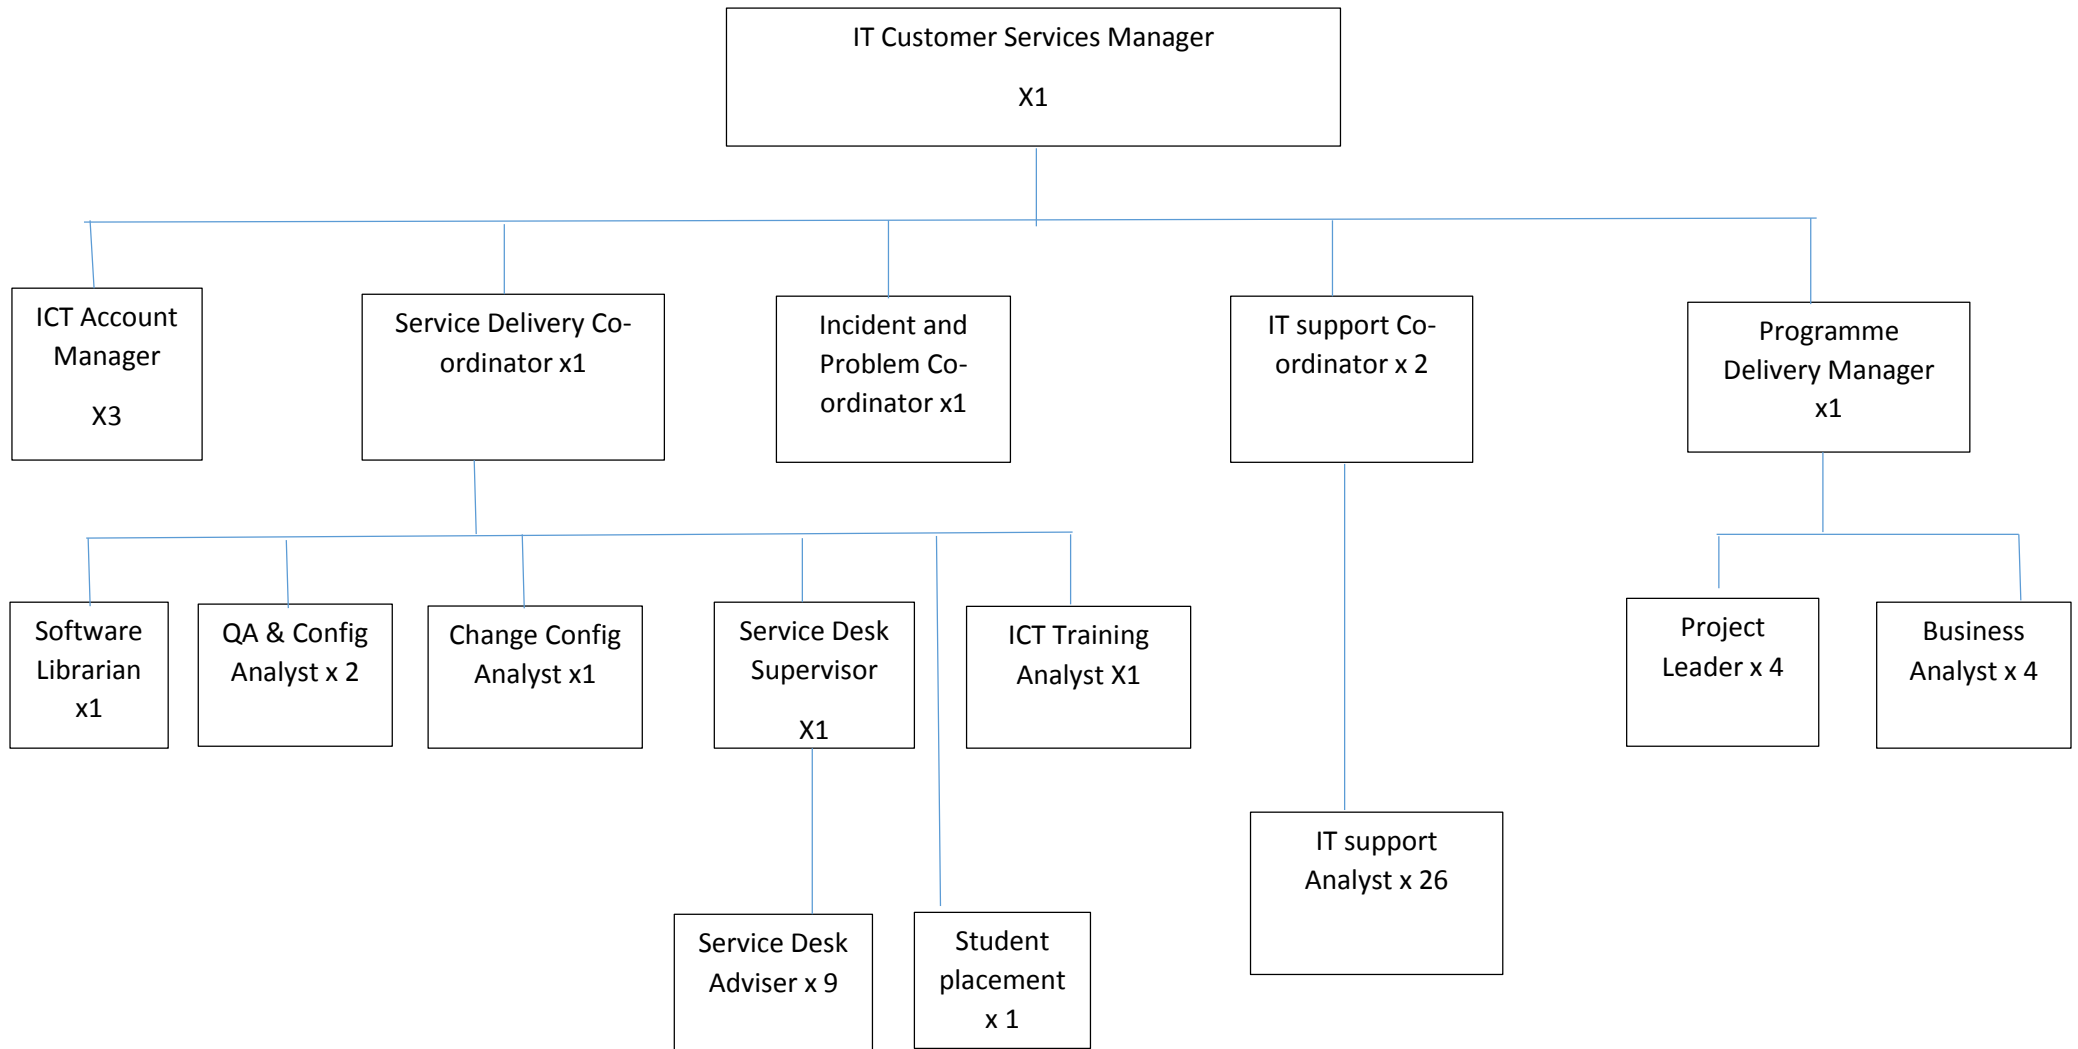 IT Customer Services Manager
X1
ICT Account
Manager
X3
Service Delivery Co-
ordinator x1
Incident and
Problem Co-
ordinator x1
IT support Co-
ordinator x 2
Programme
Delivery Manager
x1
Software
Librarian
x1
QA & Config
Analyst x 2
Change Config
Analyst x1
Service Desk
Supervisor
X1
ICT Training
Analyst X1
Project
Leader x 4
Business
Analyst x 4
IT support
Analyst x 26
Service Desk
Adviser x 9
Student
placement
x 1